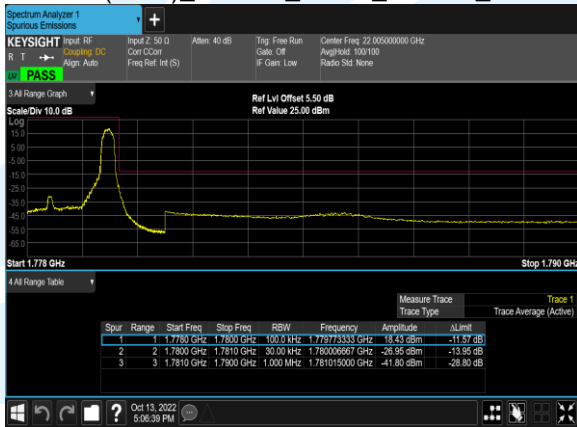 Spectrum Analyzer 1
Spurious Emissions
KEYSIGHT Input: RF Input Z: 50 Ω Atten: 40 dB Trig: Free Run Center Freq: 22.005000000 GHz
R T Coupling: DC Corr CCorr Gate: Off Avg|Hold: 100/100
Align: Auto Freq Ref: Int (S) IF Gain: Low Radio Std: None
PASS
3 All Range Graph
Ref Lvl Offset 5.50 dB
Scale/Div 10.0 dB Ref Value 25.00 dBm
Log
15.0
5.00
-5.00
-15.0
-25.0
-35.0
-45.0
-55.0
-65.0
Start 1.778 GHz Stop 1.790 GHz
4 All Range Table
Measure Trace Trace 1
Trace Type Trace Average (Active)
Spur Range Start Freq Stop Freq RBW Frequency Amplitude ΔLimit
1 1 1.7780 GHz 1.7800 GHz 100.0 kHz 1.779773333 GHz 18.43 dBm -11.57 dB
2 2 1.7800 GHz 1.7810 GHz 30.00 kHz 1.780006667 GHz -26.95 dBm -13.95 dB
3 3 1.7810 GHz 1.7900 GHz 1.000 MHz 1.781015000 GHz -41.80 dBm -28.80 dB
? Oct 13, 2022
5:06:39 PM